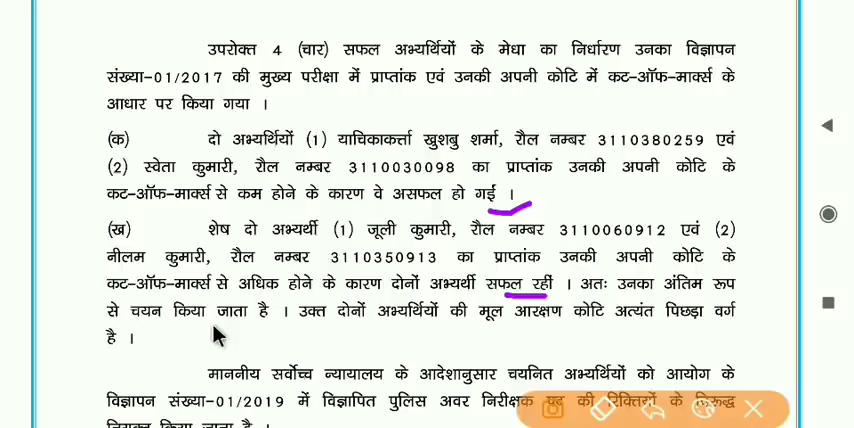 उपरोक्त 4 (चार) सफल अभ्यर्थियों के मेधा का निर्धारण उनका विज्ञापन
संख्या-01/2017 की मुख्य परीक्षा में प्राप्तांक एवं उनकी अपनी कोटि में कट-ऑफ-मार्क्स के
आधार पर किया गया ।
(क) दो अभ्यर्थियों (1) याचिकाकर्त्ता खुशबु शर्मा, रौल नम्बर 3110380259 एवं
(2) स्वेता कुमारी, रौल नम्बर 3110030098 का प्राप्तांक उनकी अपनी कोटि के
कट-ऑफ-मार्क्स से कम होने के कारण वे असफल हो गईं ।
(ख) शेष दो अभ्यर्थी (1) जूली कुमारी, रौल नम्बर 3110060912 एवं (2)
नीलम कुमारी, रौल नम्बर 3110350913 का प्राप्तांक उनकी अपनी कोटि के
कट-ऑफ-मार्क्स से अधिक होने के कारण दोनों अभ्यर्थी सफल रहीं । अतः उनका अंतिम रूप
से चयन किया जाता है । उक्त दोनों अभ्यर्थियों की मूल आरक्षण कोटि अत्यंत पिछड़ा वर्ग
है ।
माननीय सर्वोच्च न्यायालय के आदेशानुसार चयनित अभ्यर्थियों को आयोग के
विज्ञापन संख्या-01/2019 में विज्ञापित पुलिस अवर निरीक्षक पद की रिक्तियों के विरूद्ध
नियुक्त किया जाता है ।